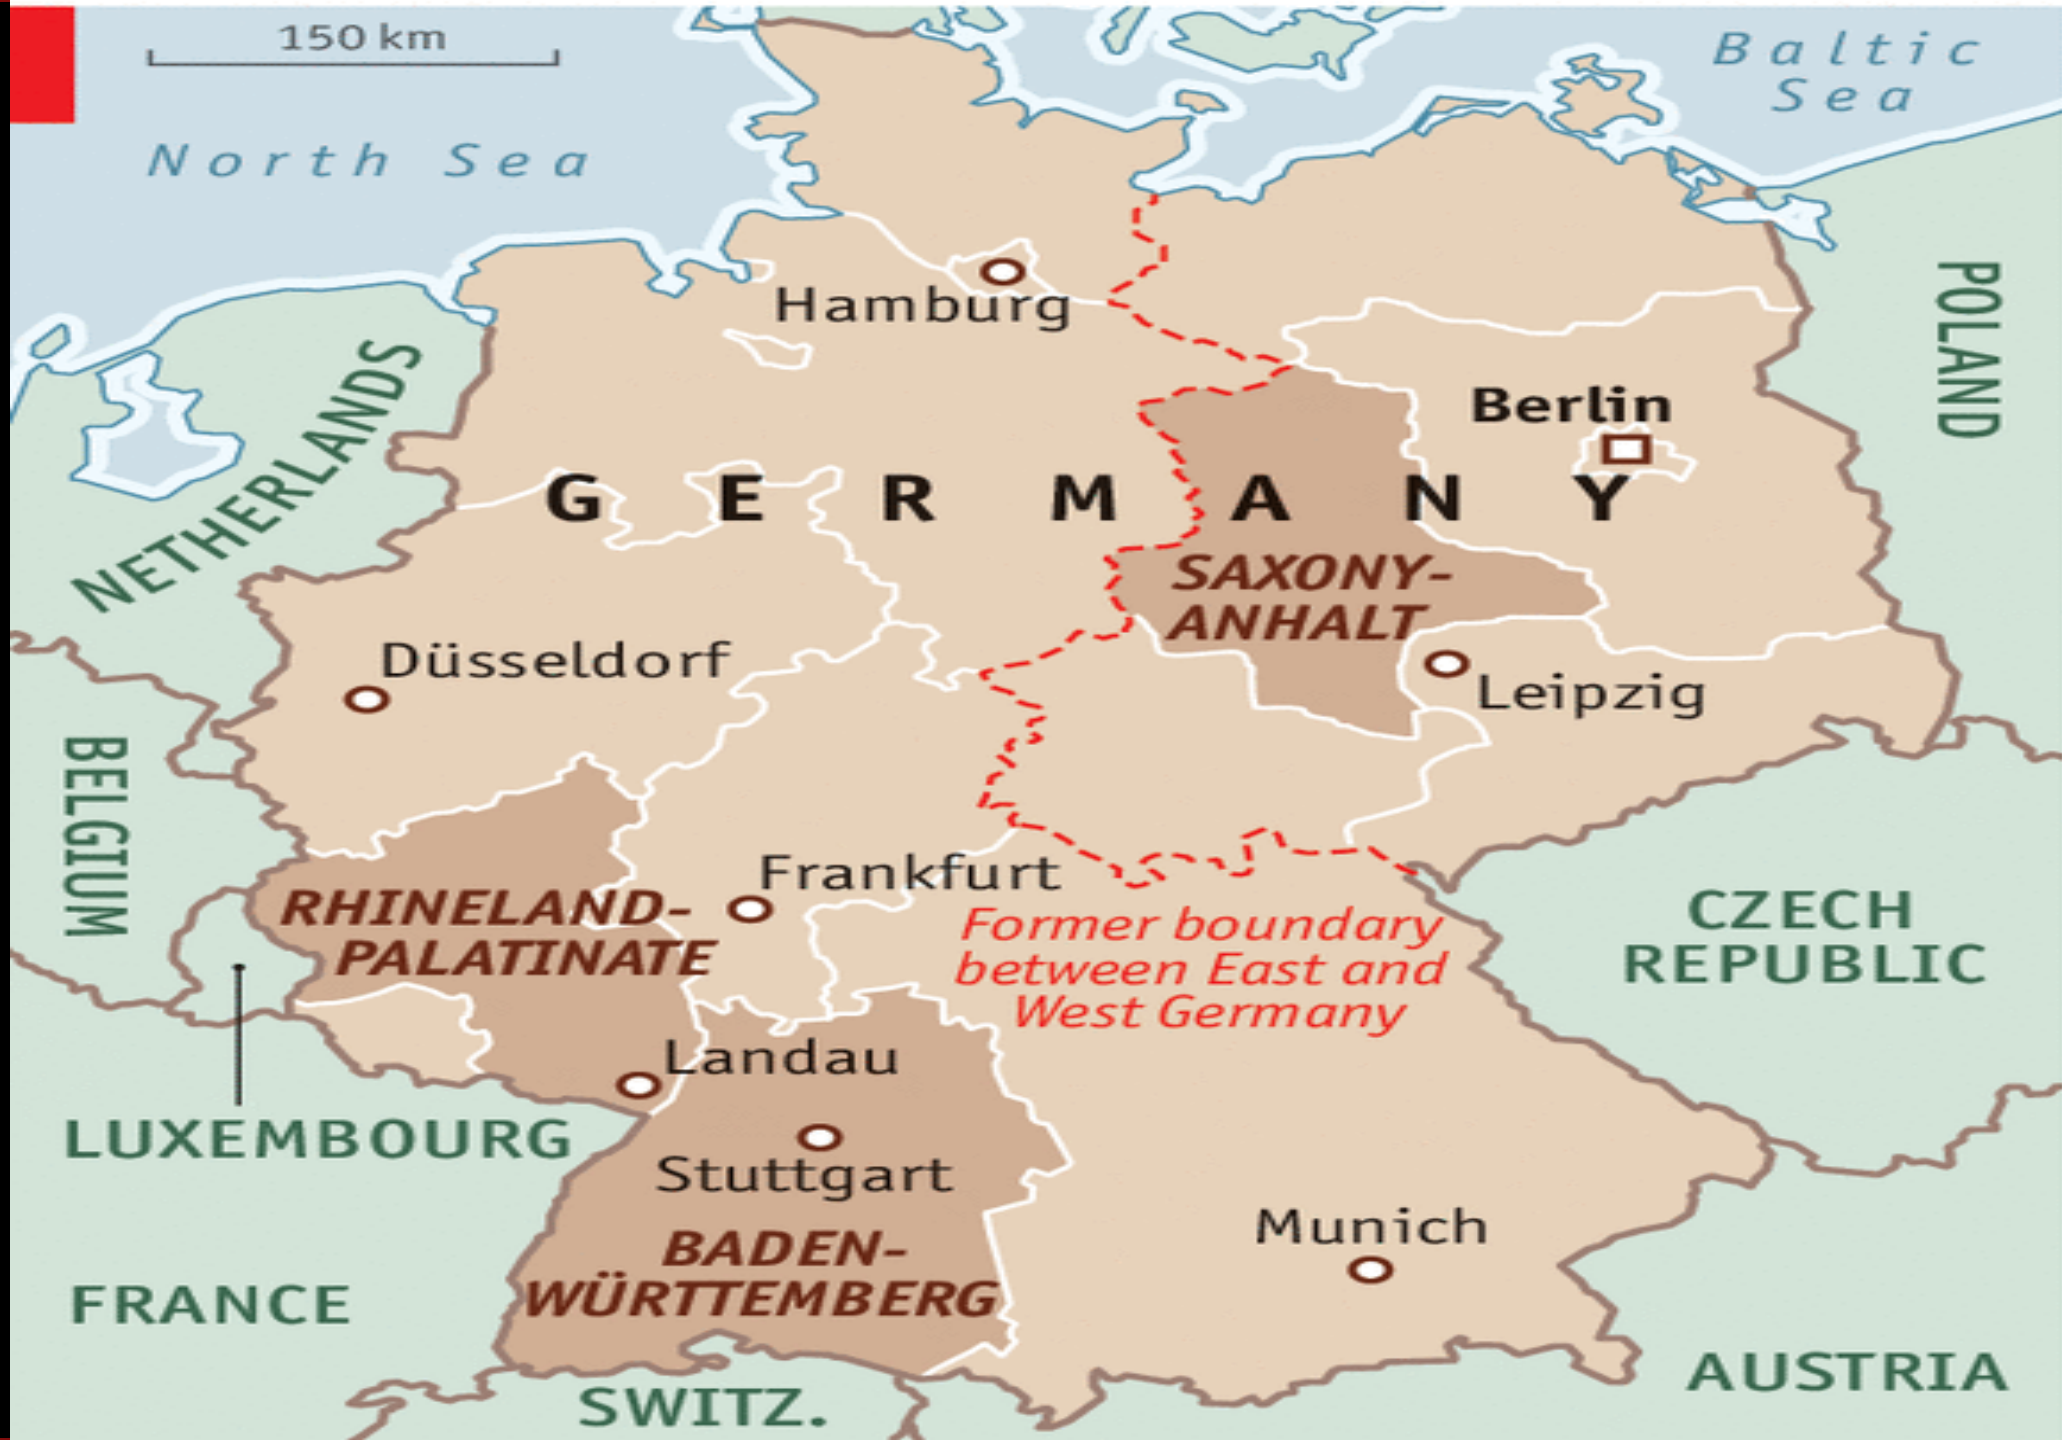 150 km
Baltic
Sea
North Sea
POLAND
Hamburg
NETHERLANDS
Berlin
GERMANY
SAXONY-
ANHALT
Düsseldorf
Leipzig
BELGIUM
Frankfurt
RHINELAND-
PALATINATE
Former boundary
between East and
West Germany
CZECH
REPUBLIC
Landau
LUXEMBOURG
Stuttgart
Munich
BADEN-
WÜRTTEMBERG
FRANCE
AUSTRIA
SWITZ.